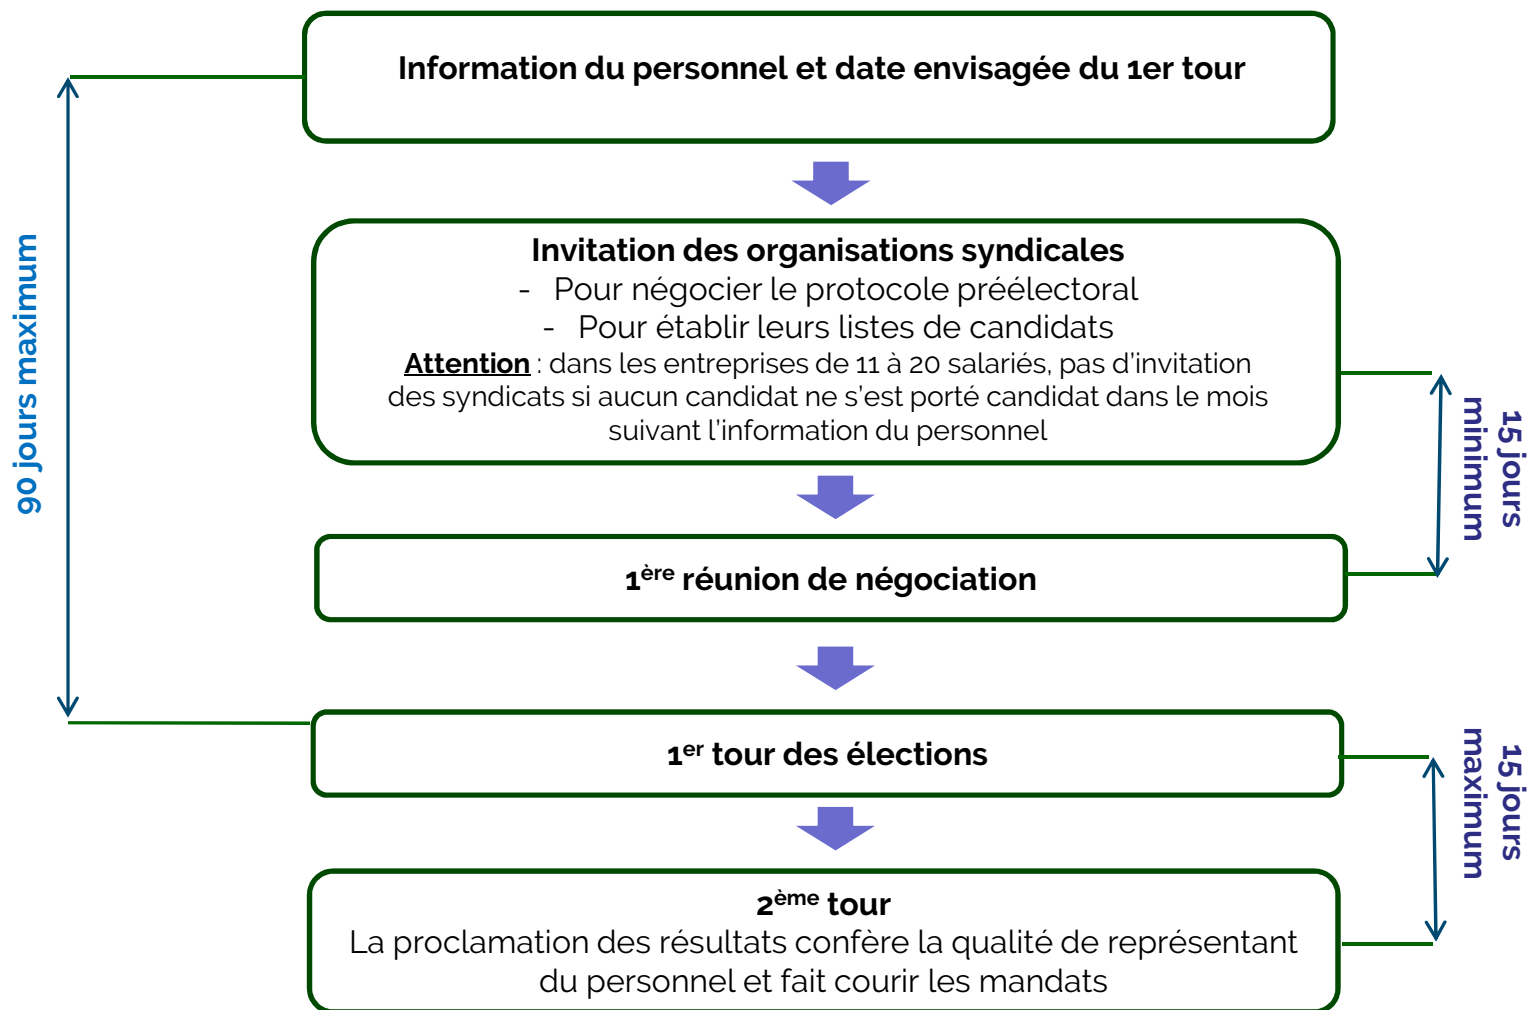 Information du personnel et date envisagée du 1er tour
90 jours maximum
Invitation des organisations syndicales
- Pour négocier le protocole préélectoral
- Pour établir leurs listes de candidats
Attention : dans les entreprises de 11 à 20 salariés, pas d’invitation
des syndicats si aucun candidat ne s’est porté candidat dans le mois
suivant l’information du personnel
15 jours
minimum
1ère réunion de négociation
1er tour des élections
15 jours
maximum
2ème tour
La proclamation des résultats confère la qualité de représentant
du personnel et fait courir les mandats